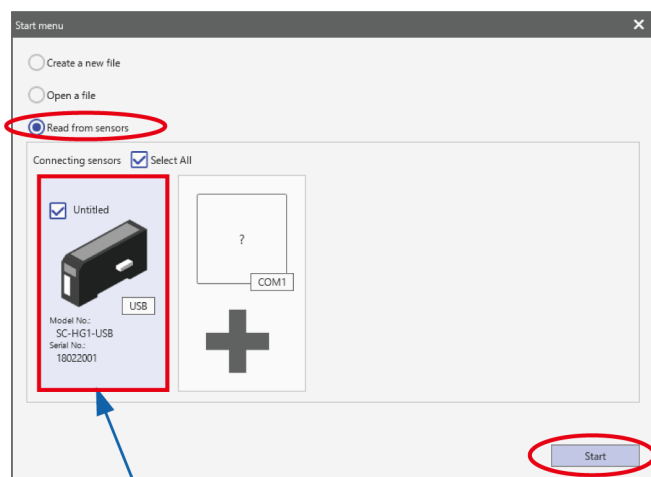 Start menu
Create a new file
Open a file
Read from sensors
Connecting sensors Select All
Untitled
USB
Model No.:
SC-HG1-USB
Serial No.:
18022001
?
COM1
Start